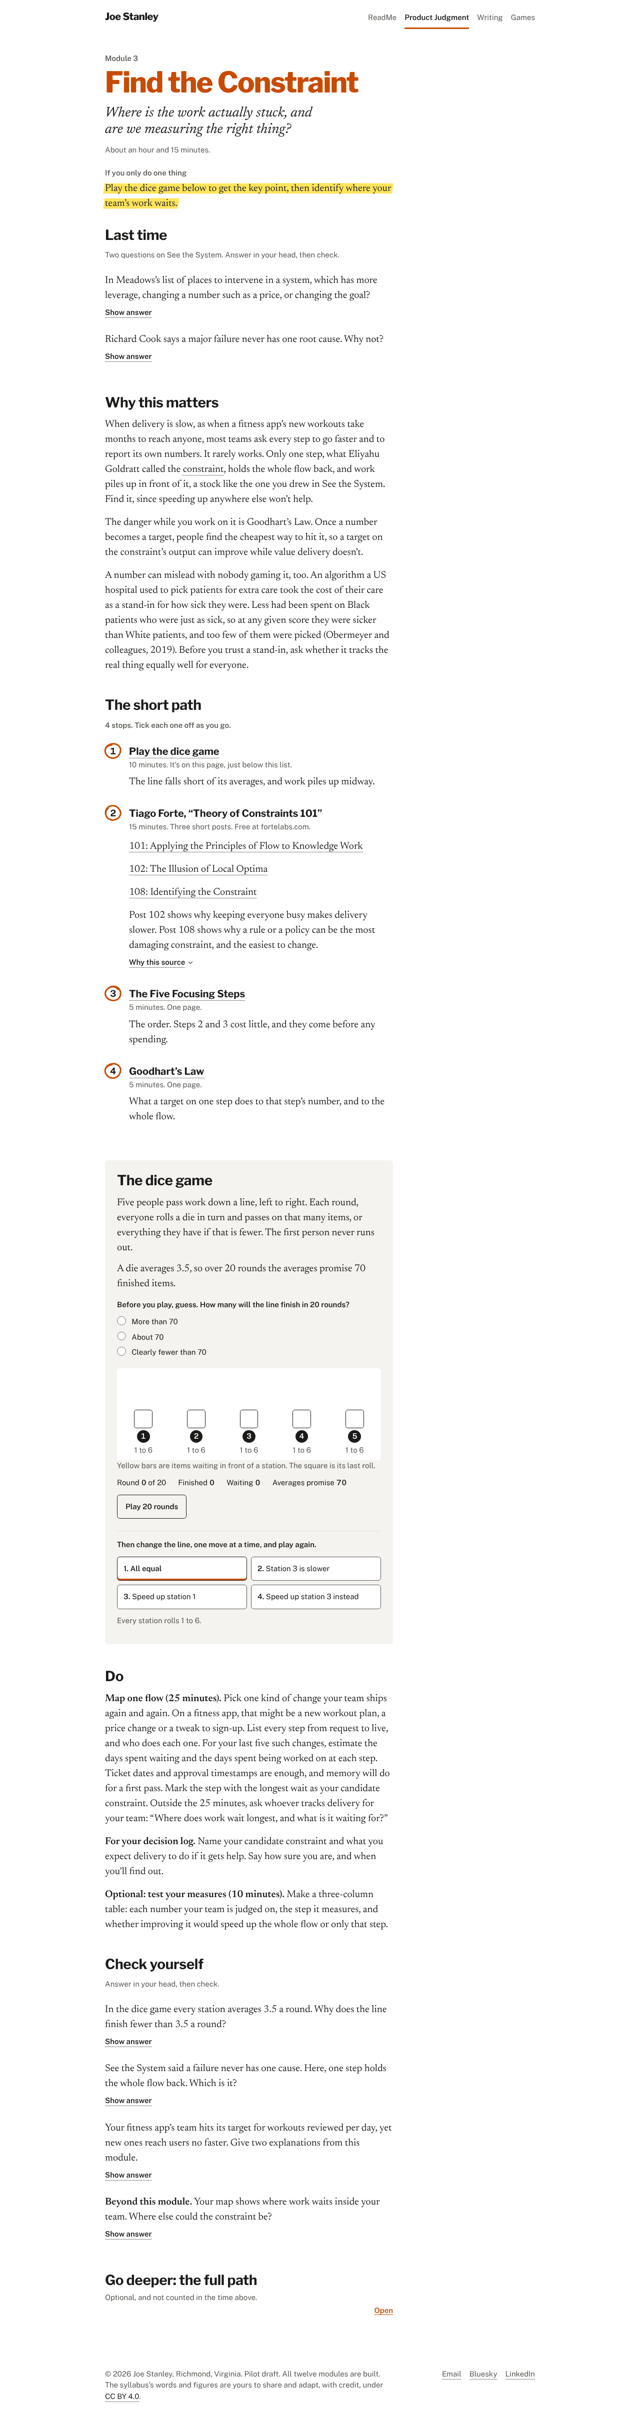 Joe Stanley
ReadMe Product Judgment Writing Games
Module 3
Find the Constraint
Where is the work actually stuck, and
are we measuring the right thing?
About an hour and 15 minutes.
If you only do one thing
Play the dice game below to get the key point, then identify where your
team’s work waits.
Last time
Two questions on See the System. Answer in your head, then check.
In Meadows’s list of places to intervene in a system, which has more
leverage, changing a number such as a price, or changing the goal?
Show answer
Richard Cook says a major failure never has one root cause. Why not?
Show answer
Why this matters
When delivery is slow, as when a fitness app’s new workouts take
months to reach anyone, most teams ask every step to go faster and to
report its own numbers. It rarely works. Only one step, what Eliyahu
Goldratt called the constraint, holds the whole flow back, and work
piles up in front of it, a stock like the one you drew in See the System.
Find it, since speeding up anywhere else won’t help.
The danger while you work on it is Goodhart’s Law. Once a number
becomes a target, people find the cheapest way to hit it, so a target on
the constraint’s output can improve while value delivery doesn’t.
A number can mislead with nobody gaming it, too. An algorithm a US
hospital used to pick patients for extra care took the cost of their care
as a stand-in for how sick they were. Less had been spent on Black
patients who were just as sick, so at any given score they were sicker
than White patients, and too few of them were picked (Obermeyer and
colleagues, 2019). Before you trust a stand-in, ask whether it tracks the
real thing equally well for everyone.
The short path
4 stops. Tick each one off as you go.
1 Play the dice game
10 minutes. It’s on this page, just below this list.
The line falls short of its averages, and work piles up midway.
2 Tiago Forte, “Theory of Constraints 101”
15 minutes. Three short posts. Free at fortelabs.com.
101: Applying the Principles of Flow to Knowledge Work
102: The Illusion of Local Optima
108: Identifying the Constraint
Post 102 shows why keeping everyone busy makes delivery
slower. Post 108 shows why a rule or a policy can be the most
damaging constraint, and the easiest to change.
Why this source
3 The Five Focusing Steps
5 minutes. One page.
The order. Steps 2 and 3 cost little, and they come before any
spending.
4 Goodhart’s Law
5 minutes. One page.
What a target on one step does to that step’s number, and to the
whole flow.
The dice game
Five people pass work down a line, left to right. Each round,
everyone rolls a die in turn and passes on that many items, or
everything they have if that is fewer. The first person never runs
out.
A die averages 3.5, so over 20 rounds the averages promise 70
finished items.
Before you play, guess. How many will the line finish in 20 rounds?
More than 70
About 70
Clearly fewer than 70
1 2 3 4 5
1 to 6 1 to 6 1 to 6 1 to 6 1 to 6
Yellow bars are items waiting in front of a station. The square is its last roll.
Round 0 of 20 Finished 0 Waiting 0 Averages promise 70
Play 20 rounds
Then change the line, one move at a time, and play again.
1. All equal 2. Station 3 is slower
3. Speed up station 1 4. Speed up station 3 instead
Every station rolls 1 to 6.
Do
Map one flow (25 minutes). Pick one kind of change your team ships
again and again. On a fitness app, that might be a new workout plan, a
price change or a tweak to sign-up. List every step from request to live,
and who does each one. For your last five such changes, estimate the
days spent waiting and the days spent being worked on at each step.
Ticket dates and approval timestamps are enough, and memory will do
for a first pass. Mark the step with the longest wait as your candidate
constraint. Outside the 25 minutes, ask whoever tracks delivery for
your team: “Where does work wait longest, and what is it waiting for?”
For your decision log. Name your candidate constraint and what you
expect delivery to do if it gets help. Say how sure you are, and when
you’ll find out.
Optional: test your measures (10 minutes). Make a three-column
table: each number your team is judged on, the step it measures, and
whether improving it would speed up the whole flow or only that step.
Check yourself
Answer in your head, then check.
In the dice game every station averages 3.5 a round. Why does the line
finish fewer than 3.5 a round?
Show answer
See the System said a failure never has one cause. Here, one step holds
the whole flow back. Which is it?
Show answer
Your fitness app’s team hits its target for workouts reviewed per day, yet
new ones reach users no faster. Give two explanations from this
module.
Show answer
Beyond this module. Your map shows where work waits inside your
team. Where else could the constraint be?
Show answer
Go deeper: the full path
Optional, and not counted in the time above.
Open
© 2026 Joe Stanley, Richmond, Virginia. Pilot draft. All twelve modules are built.
The syllabus’s words and figures are yours to share and adapt, with credit, under
CC BY 4.0.
Email Bluesky LinkedIn